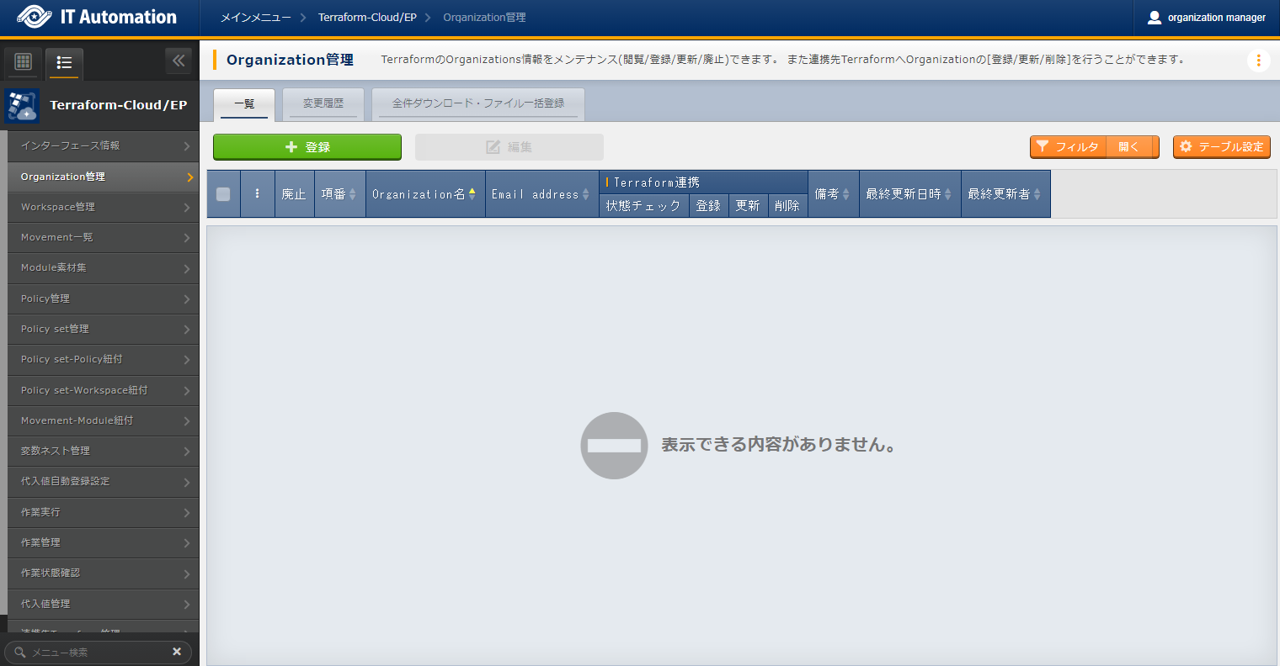 IT Automation
メインメニュー Terraform-Cloud/EP Organization管理
organization manager
Terraform-Cloud/EP
インターフェース情報
Organization管理
Workspace管理
Movement一覧
Module素材集
Policy管理
Policy set管理
Policy set-Policy紐付
Policy set-Workspace紐付
Movement-Module紐付
変数ネスト管理
代入値自動登録設定
作業実行
作業管理
作業状態確認
代入値管理
メニュー検索
Organization管理 TerraformのOrganizations情報をメンテナンス(閲覧/登録/更新/廃止)できます。 また連携先TerraformへOrganizationの[登録/更新/削除]を行うことができます。
一覧 変更履歴 全件ダウンロード・ファイル一括登録
登録 編集 フィルタ 開く テーブル設定
廃止 項番 Organization名 Email address Terraform連携 備考 最終更新日時 最終更新者
状態チェック 登録 更新 削除
表示できる内容がありません。